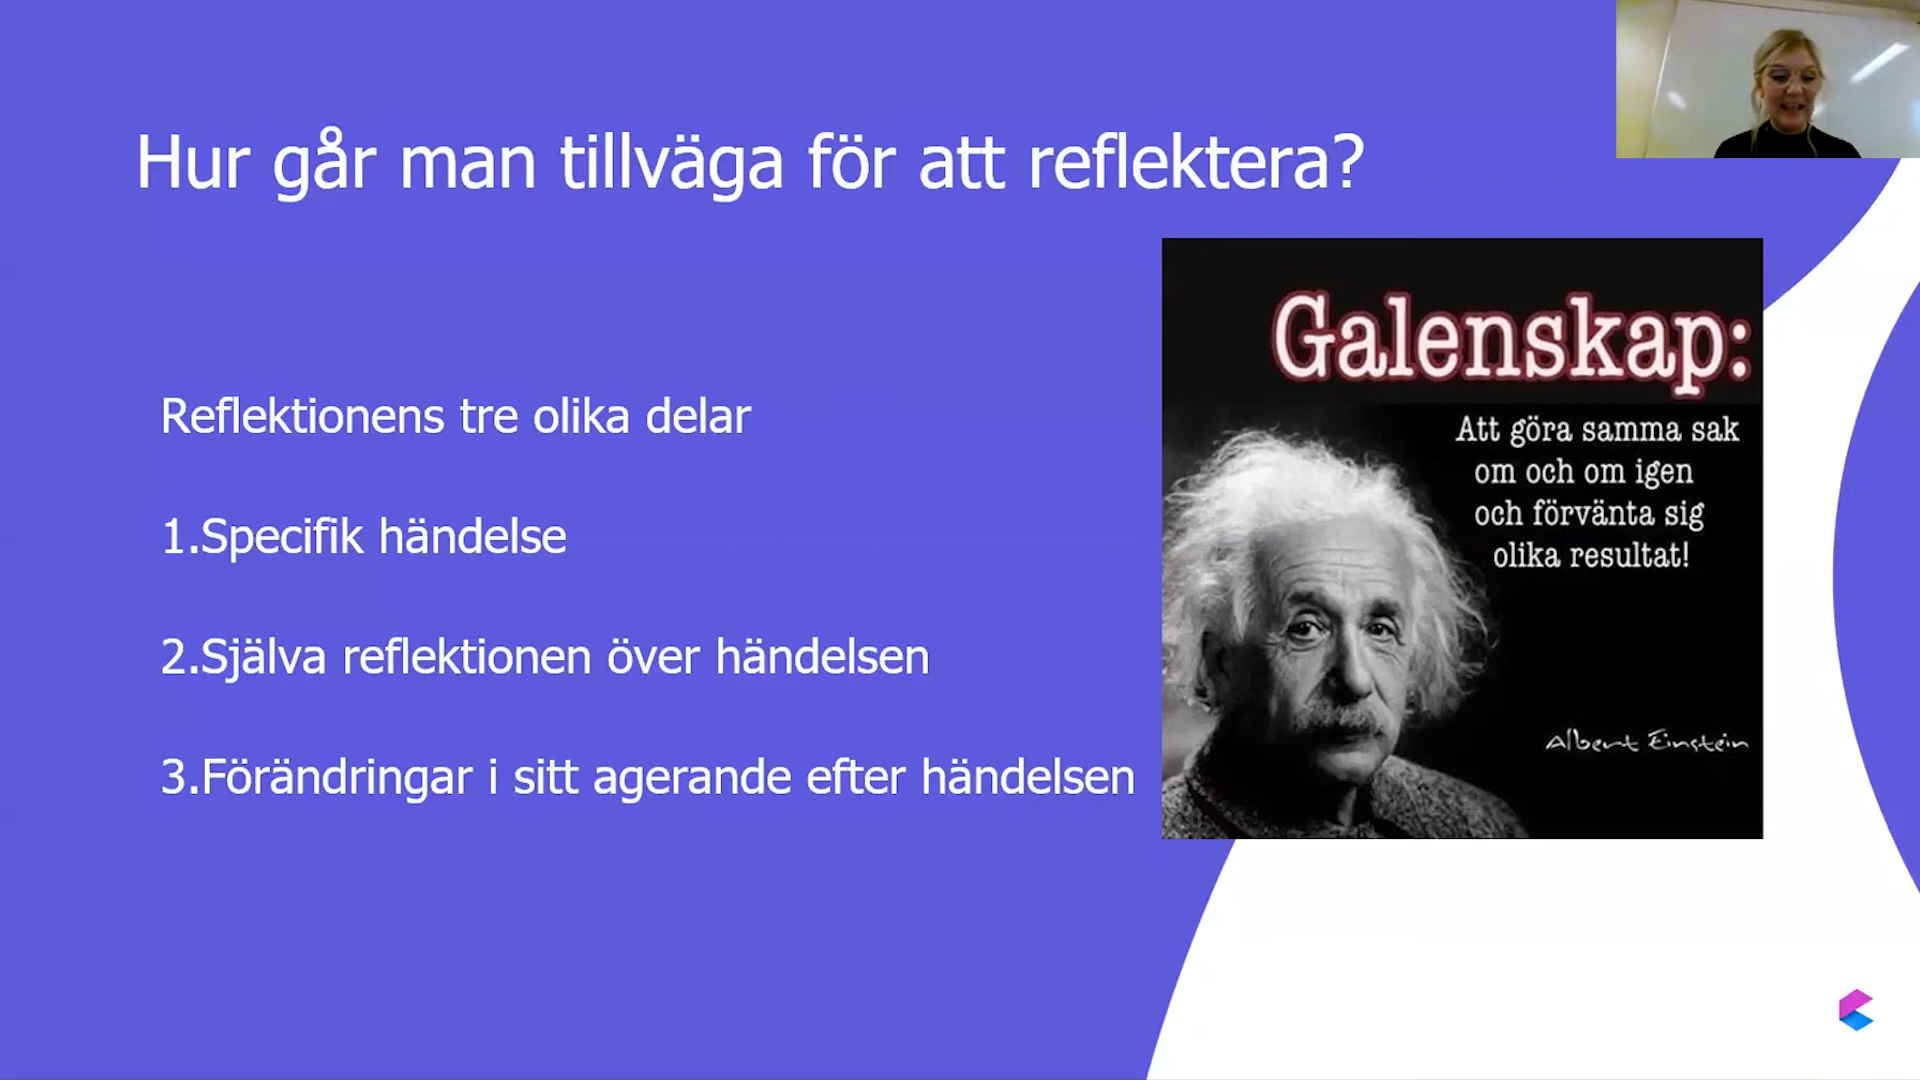 Hur går man tillväga för att reflektera?
Reflektionens tre olika delar
1.Specifik händelse
2.Själva reflektionen över händelsen
3.Förändringar i sitt agerande efter händelsen
Galenskap:
Att göra samma sak
om och om igen
och förvänta sig
olika resultat!
Albert Einstein